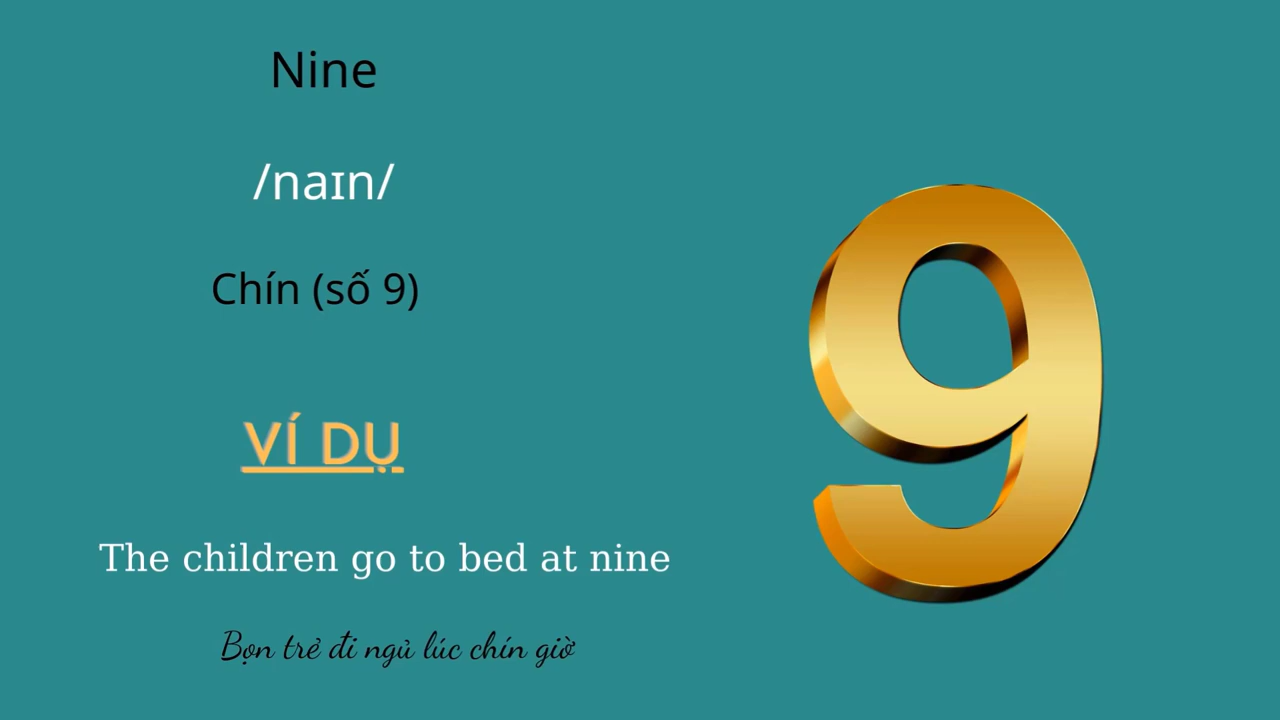 Nine
/naɪn/
Chín (số 9)
VÍ DỤ
The children go to bed at nine
Bọn trẻ đi ngủ lúc chín giờ
9